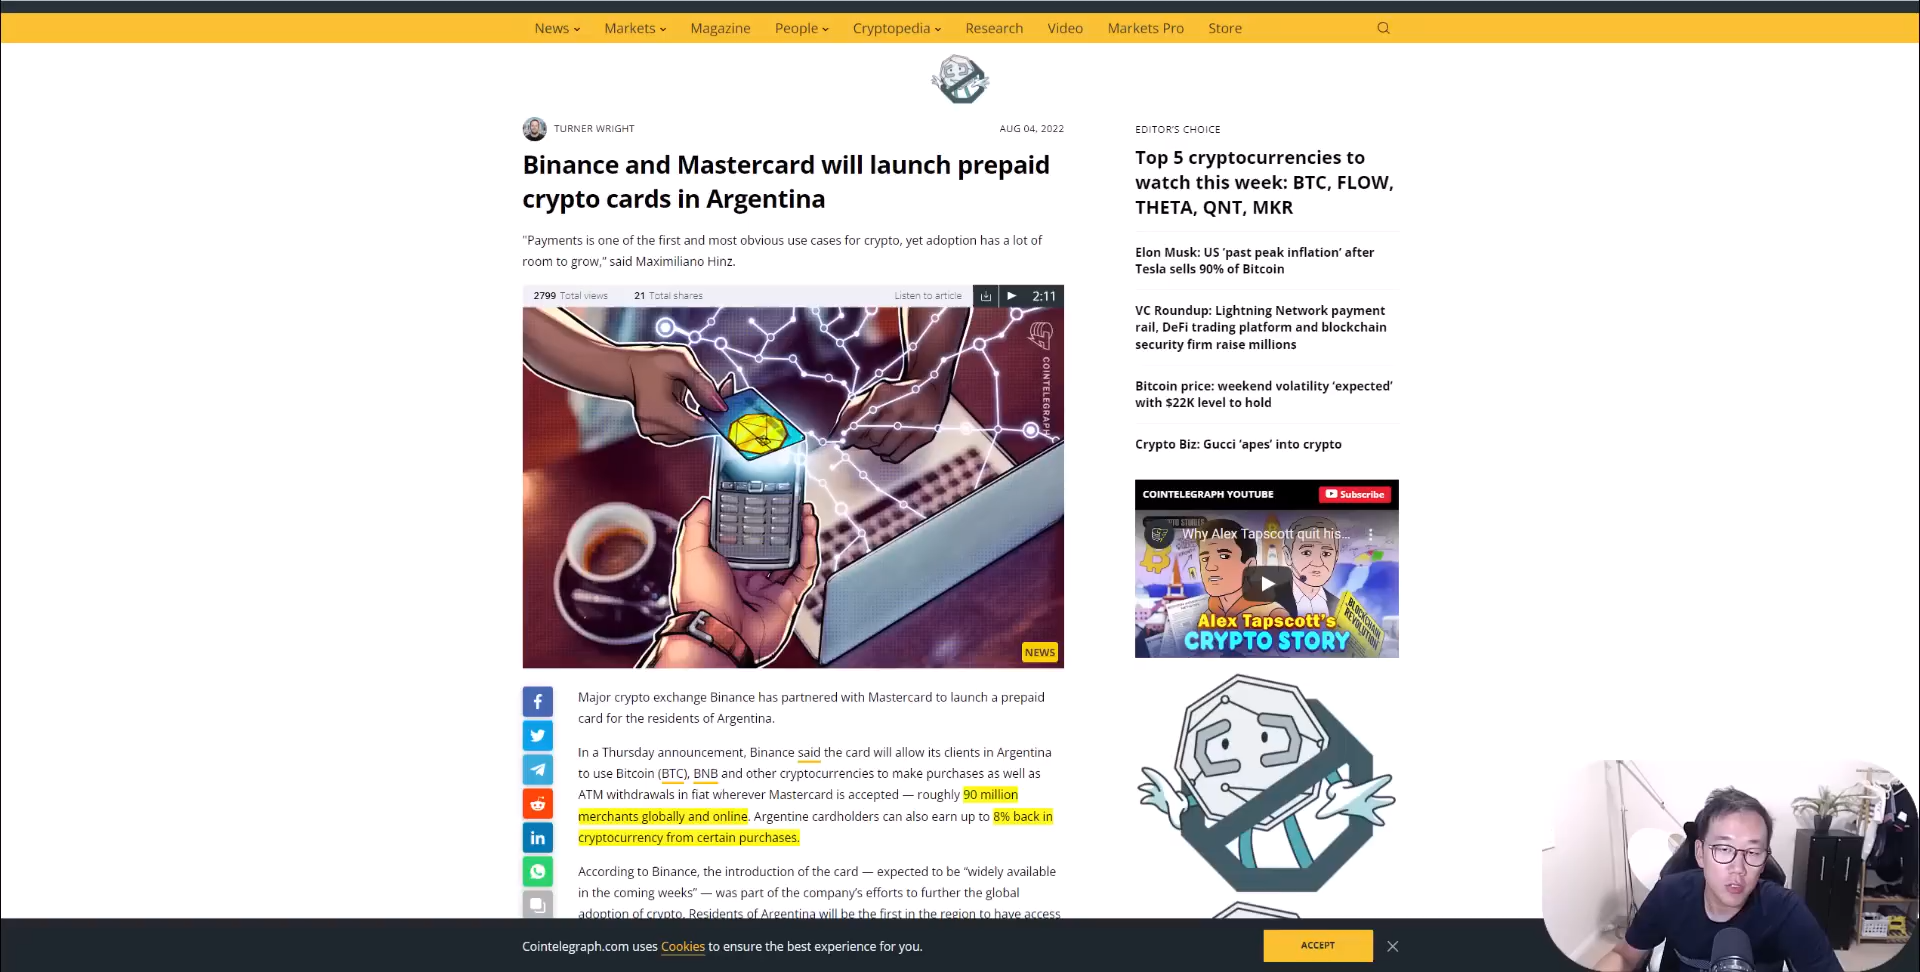 News
Markets
Magazine
People
Cryptopedia
Research
Video
Markets Pro
Store
TURNER WRIGHT
AUG 04, 2022
Binance and Mastercard will launch prepaid
crypto cards in Argentina
"Payments is one of the first and most obvious use cases for crypto, yet adoption has a lot of
room to grow," said Maximiliano Hinz.
2799 Total views
21 Total shares
Listen to article
2:11
COINTELEGRAPH
NEWS
Major crypto exchange Binance has partnered with Mastercard to launch a prepaid
card for the residents of Argentina.
In a Thursday announcement, Binance said the card will allow its clients in Argentina
to use Bitcoin (BTC), BNB and other cryptocurrencies to make purchases as well as
ATM withdrawals in fiat wherever Mastercard is accepted — roughly 90 million
merchants globally and online. Argentine cardholders can also earn up to 8% back in
cryptocurrency from certain purchases.
According to Binance, the introduction of the card — expected to be "widely available
in the coming weeks" — was part of the company's efforts to further the global
adoption of crypto. Residents of Argentina will be the first in the region to have access
EDITOR'S CHOICE
Top 5 cryptocurrencies to
watch this week: BTC, FLOW,
THETA, QNT, MKR
Elon Musk: US 'past peak inflation' after
Tesla sells 90% of Bitcoin
VC Roundup: Lightning Network payment
rail, DeFi trading platform and blockchain
security firm raise millions
Bitcoin price: weekend volatility 'expected'
with $22K level to hold
Crypto Biz: Gucci 'apes' into crypto
COINTELEGRAPH YOUTUBE
Subscribe
Why Alex Tapscott quit his...
BLOCKCHAIN
REVOLUTION
Alex Tapscott's
CRYPTO STORY
Cointelegraph.com uses Cookies to ensure the best experience for you.
ACCEPT